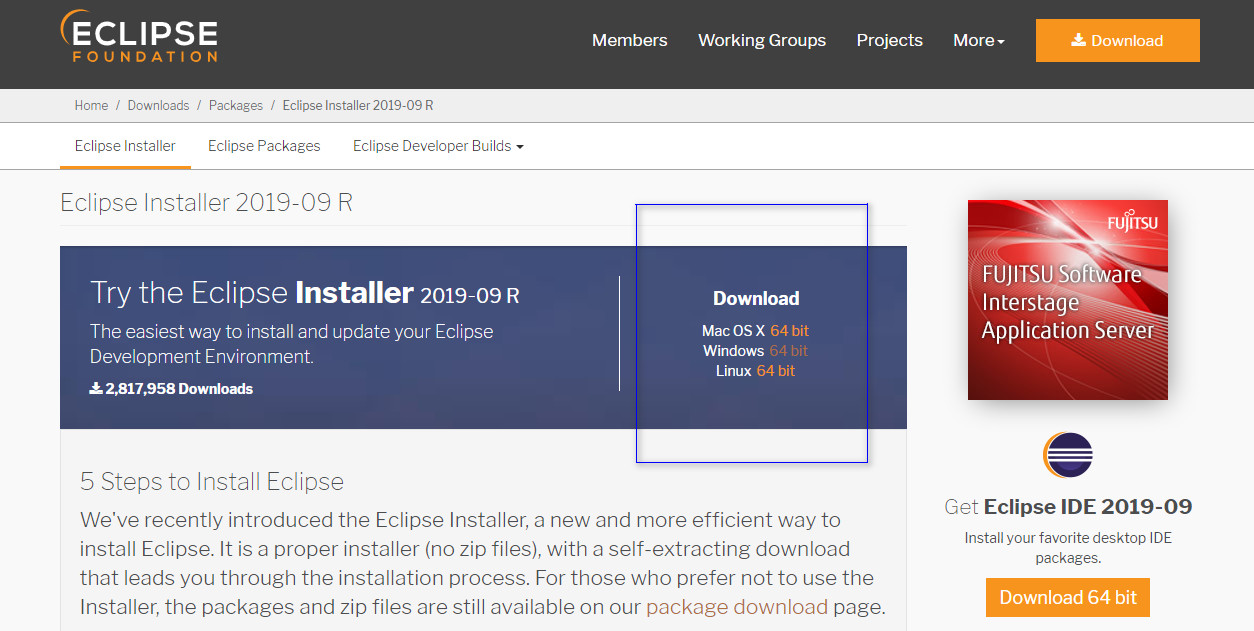 ECLIPSE
FOUNDATION
Members Working Groups Projects More Download
Home / Downloads / Packages / Eclipse Installer 2019-09 R
Eclipse Installer Eclipse Packages Eclipse Developer Builds
Eclipse Installer 2019-09 R
Try the Eclipse Installer 2019-09 R
The easiest way to install and update your Eclipse
Development Environment.
2,817,958 Downloads
Download
Mac OS X 64 bit
Windows 64 bit
Linux 64 bit
5 Steps to Install Eclipse
We've recently introduced the Eclipse Installer, a new and more efficient way to
install Eclipse. It is a proper installer (no zip files), with a self-extracting download
that leads you through the installation process. For those who prefer not to use the
Installer, the packages and zip files are still available on our package download page.
FUJITSU
FUJITSU Software
Interstage
Application Server
Get Eclipse IDE 2019-09
Install your favorite desktop IDE
packages.
Download 64 bit